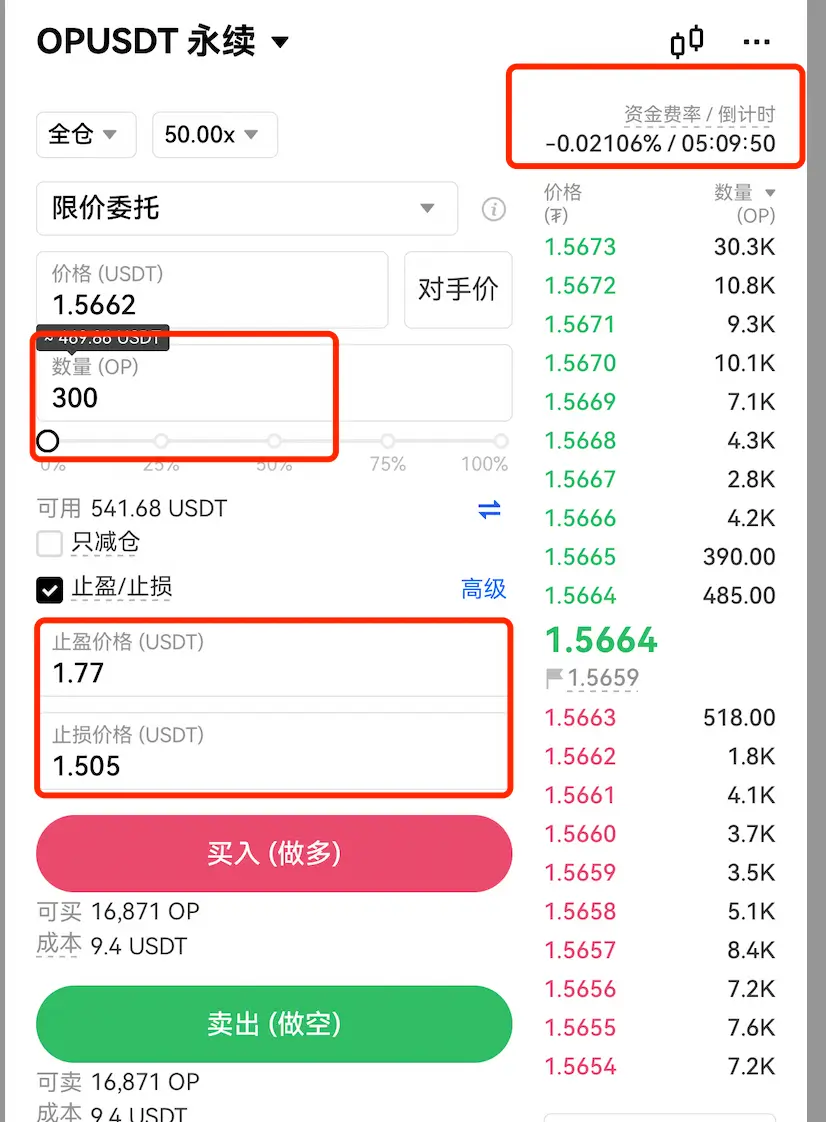 OPUSDT 永续
全仓
50.00x
限价委托
价格 (USDT)
1.5662
对手价
≈ 469.86 USDT
数量 (OP)
300
0% 25% 50% 75% 100%
可用 541.68 USDT
只减仓
止盈/止损
高级
止盈价格 (USDT)
1.77
止损价格 (USDT)
1.505
买入 (做多)
可买 16,871 OP
成本 9.4 USDT
卖出 (做空)
可卖 16,871 OP
成本 9.4 USDT
资金费率 / 倒计时
-0.02106% / 05:09:50
价格 数量
(₮) (OP)
1.5673 30.3K
1.5672 10.8K
1.5671 9.3K
1.5670 10.1K
1.5669 7.1K
1.5668 4.3K
1.5667 2.8K
1.5666 4.2K
1.5665 390.00
1.5664 485.00
1.5664
1.5659
1.5663 518.00
1.5662 1.8K
1.5661 4.1K
1.5660 3.7K
1.5659 3.5K
1.5658 5.1K
1.5657 8.4K
1.5656 7.2K
1.5655 7.6K
1.5654 7.2K